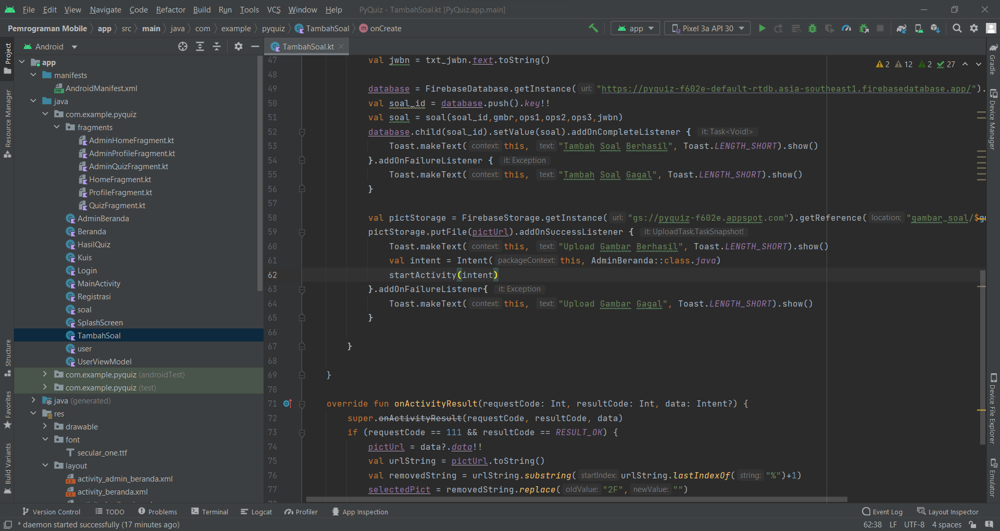 File Edit View Navigate Code Refactor Build Run Tools VCS Window Help PyQuiz - TambahSoal.kt [PyQuiz.app.main]
Pemrograman Mobile app src main java com example pyquiz TambahSoal m onCreate app Pixel 3a API 30
Project
Android
TambahSoal.kt
app
manifests
AndroidManifest.xml
java
com.example.pyquiz
fragments
AdminHomeFragment.kt
AdminProfileFragment.kt
AdminQuizFragment.kt
HomeFragment.kt
ProfileFragment.kt
QuizFragment.kt
AdminBeranda
Beranda
HasilQuiz
Kuis
Login
MainActivity
Registrasi
soal
SplashScreen
TambahSoal
user
UserViewModel
com.example.pyquiz (androidTest)
com.example.pyquiz (test)
java (generated)
res
drawable
font
secular_one.ttf
layout
activity_admin_beranda.xml
activity_beranda.xml
Resource Manager
Structure
Favorites
Build Variants
2 12 2 27
47 val jwbn = txt_jwbn.text.toString()
48
49 database = FirebaseDatabase.getInstance( url: "https://pyquiz-f602e-default-rtdb.asia-southeast1.firebasedatabase.app/").
50 val soal_id = database.push().key!!
51 val soal = soal(soal_id,gmbr,ops1,ops2,ops3,jwbn)
52 database.child(soal_id).setValue(soal).addOnCompleteListener { it: Task<Void!>
53 Toast.makeText( context: this, text: "Tambah Soal Berhasil", Toast.LENGTH_SHORT).show()
54 }.addOnFailureListener { it: Exception
55 Toast.makeText( context: this, text: "Tambah Soal Gagal", Toast.LENGTH_SHORT).show()
56 }
57
58 val pictStorage = FirebaseStorage.getInstance( url: "gs://pyquiz-f602e.appspot.com").getReference( location: "gambar_soal/$
59 pictStorage.putFile(pictUrl).addOnSuccessListener { it: UploadTask.TaskSnapshot!
60 Toast.makeText( context: this, text: "Upload Gambar Berhasil", Toast.LENGTH_SHORT).show()
61 val intent = Intent( packageContext: this, AdminBeranda::class.java)
62 startActivity(intent)
63 }.addOnFailureListener{ it: Exception
64 Toast.makeText( context: this, text: "Upload Gambar Gagal", Toast.LENGTH_SHORT).show()
65 }
66
67 }
68
69 }
70
71 override fun onActivityResult(requestCode: Int, resultCode: Int, data: Intent?) {
72 super.onActivityResult(requestCode, resultCode, data)
73 if (requestCode == 111 && resultCode == RESULT_OK) {
74 pictUrl = data?.data!!
75 val urlString = pictUrl.toString()
76 val removedString = urlString.substring( startIndex: urlString.lastIndexOf( string: "%")+1)
77 selectedPict = removedString.replace( oldValue: "2F", newValue: "")
Gradle
Device Manager
Device File Explorer
Emulator
Version Control TODO Problems Terminal Logcat Profiler App Inspection Event Log Layout Inspector
* daemon started successfully (17 minutes ago) 62:38 LF UTF-8 4 spaces